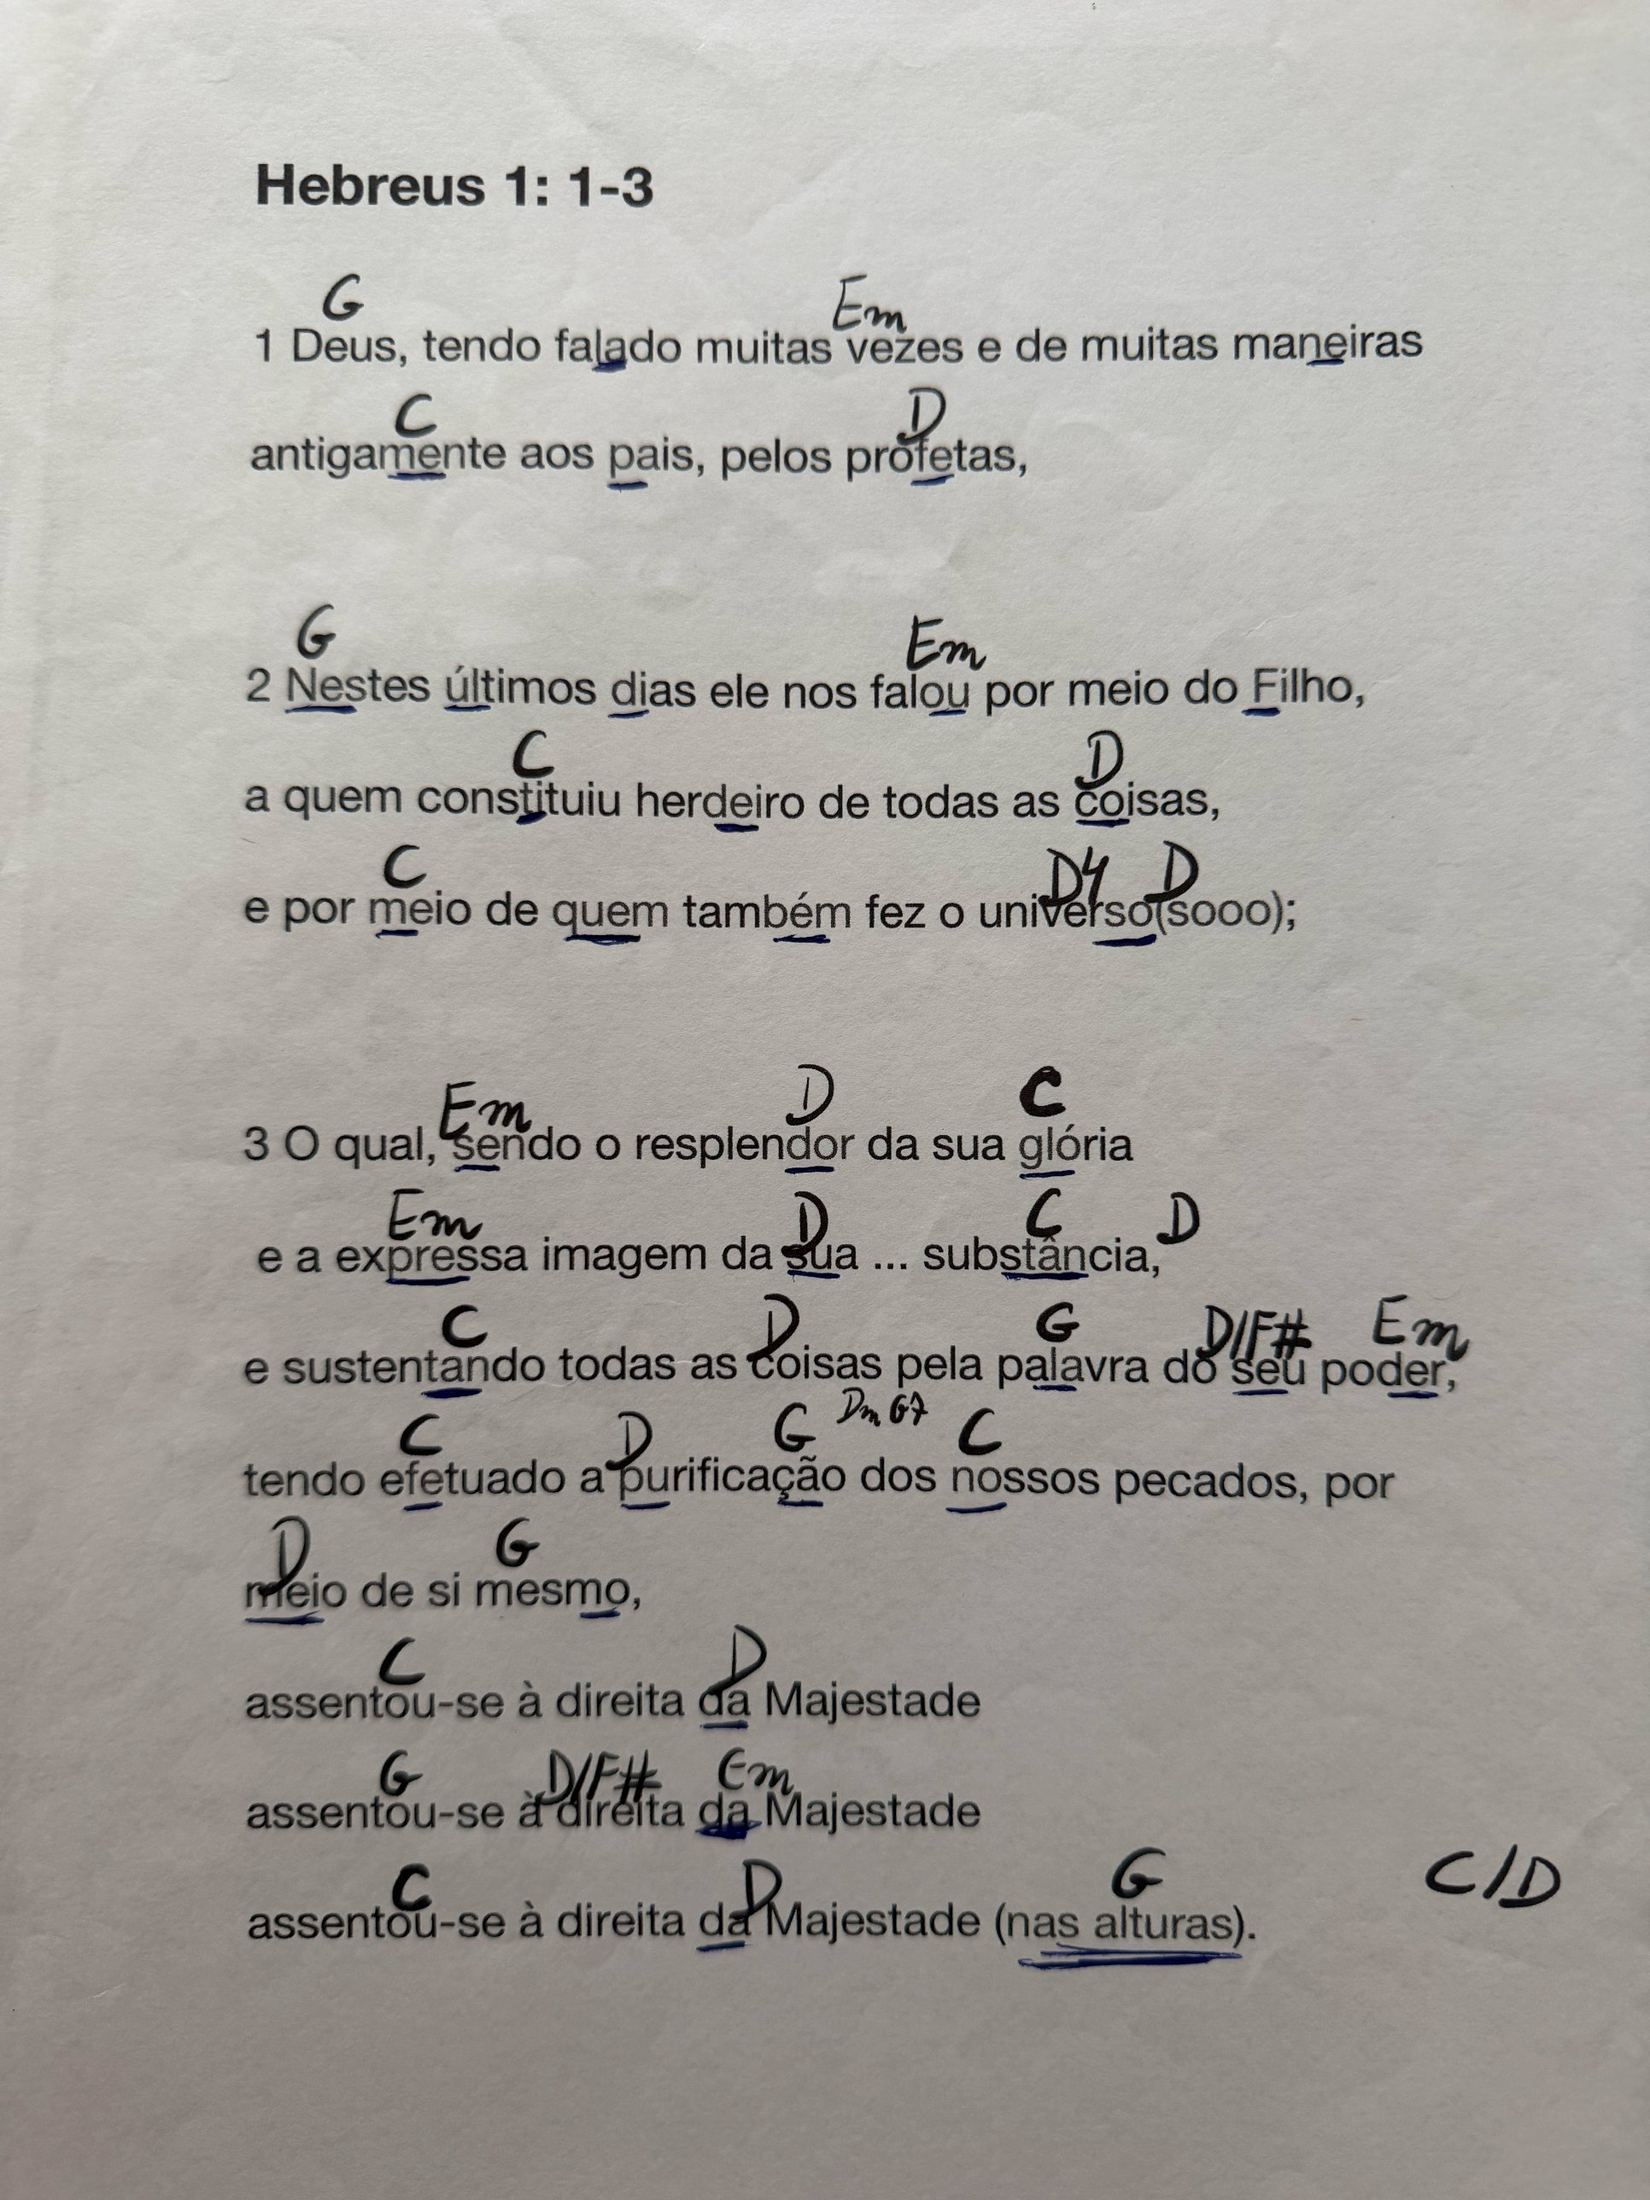 Hebreus 1: 1-3
G Em
1 Deus, tendo falado muitas vezes e de muitas maneiras
C D
antigamente aos pais, pelos profetas,
G Em
2 Nestes últimos dias ele nos falou por meio do Filho,
C D
a quem constituiu herdeiro de todas as coisas,
C D4 D
e por meio de quem também fez o universo(sooo);
Em D C
3 O qual, sendo o resplendor da sua glória
Em D C D
e a expressa imagem da sua ... substância,
C D G D/F# Em
e sustentando todas as coisas pela palavra do seu poder,
C D G Dm G7 C
tendo efetuado a purificação dos nossos pecados, por
D G
meio de si mesmo,
C D
assentou-se à direita da Majestade
G D/F# Em
assentou-se à direita da Majestade
C D G C/D
assentou-se à direita da Majestade (nas alturas).